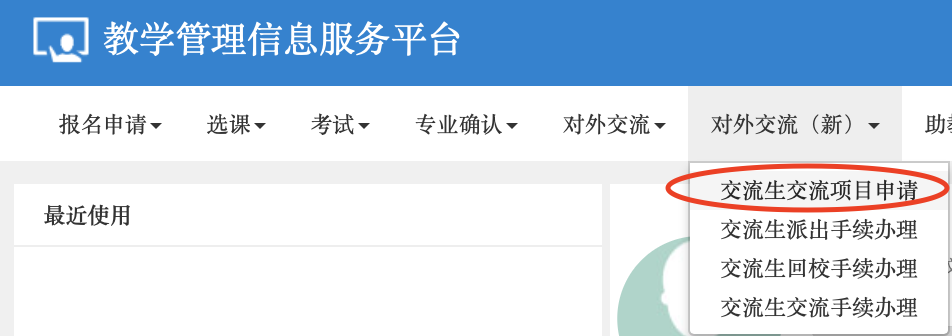 教学管理信息服务平台
报名申请 选课 考试 专业确认 对外交流 对外交流（新） 助
交流生交流项目申请
最近使用
交流生派出手续办理
交流生回校手续办理
交流生交流手续办理